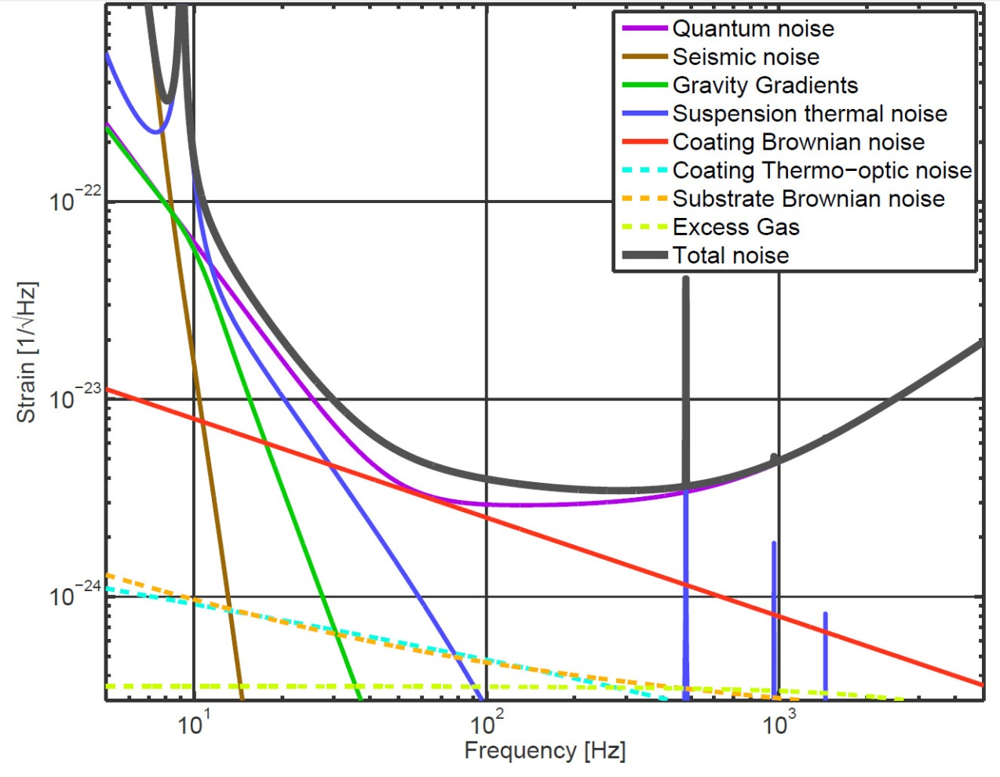 Quantum noise
Seismic noise
Gravity Gradients
Suspension thermal noise
Coating Brownian noise
Coating Thermo−optic noise
Substrate Brownian noise
Excess Gas
Total noise
10−22
10−23
10−24
Strain [1/√Hz]
10¹ 10² 10³
Frequency [Hz]